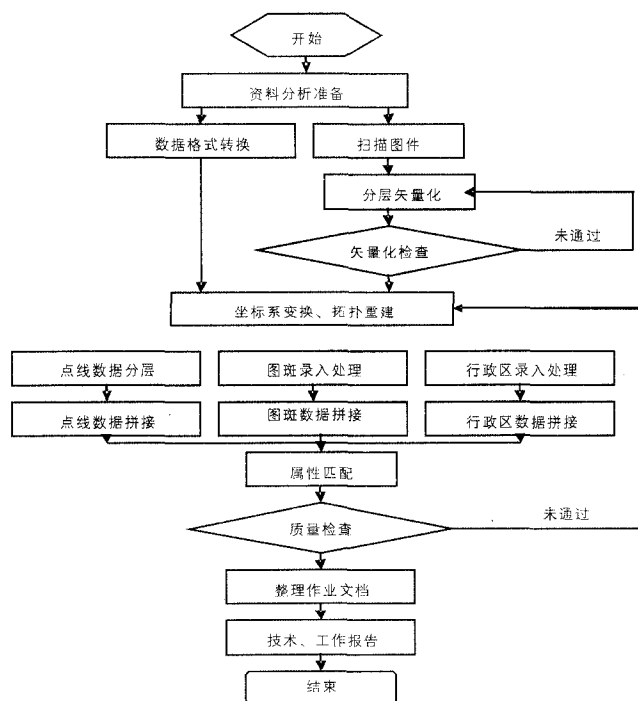 开始
资料分析准备
数据格式转换
扫描图件
分层矢量化
未通过
矢量化检查
坐标系变换、拓扑重建
点线数据分层
图斑录入处理
行政区录入处理
点线数据拼接
图斑数据拼接
行政区数据拼接
属性匹配
未通过
质量检查
整理作业文档
技术、工作报告
结束